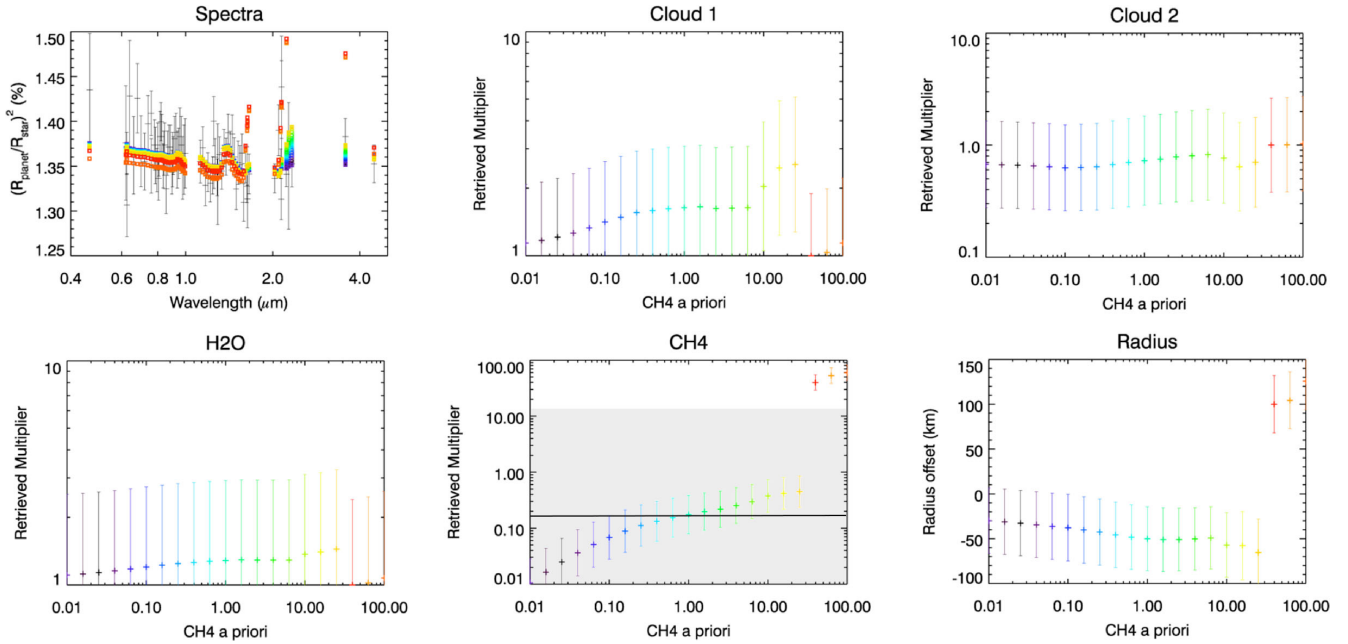 Spectra
(R_planet/R_star)² (%)
1.50
1.45
1.40
1.35
1.30
1.25
0.4 0.6 0.8 1.0 2.0 4.0
Wavelength (μm)
Cloud 1
Retrieved Multiplier
10
1
0.01 0.10 1.00 10.00 100.00
CH4 a priori
Cloud 2
Retrieved Multiplier
10.0
1.0
0.1
0.01 0.10 1.00 10.00 100.00
CH4 a priori
H2O
Retrieved Multiplier
10
1
0.01 0.10 1.00 10.00 100.00
CH4 a priori
CH4
Retrieved Multiplier
100.00
10.00
1.00
0.10
0.01
0.01 0.10 1.00 10.00 100.00
CH4 a priori
Radius
Radius offset (km)
150
100
50
0
-50
-100
0.01 0.10 1.00 10.00 100.00
CH4 a priori